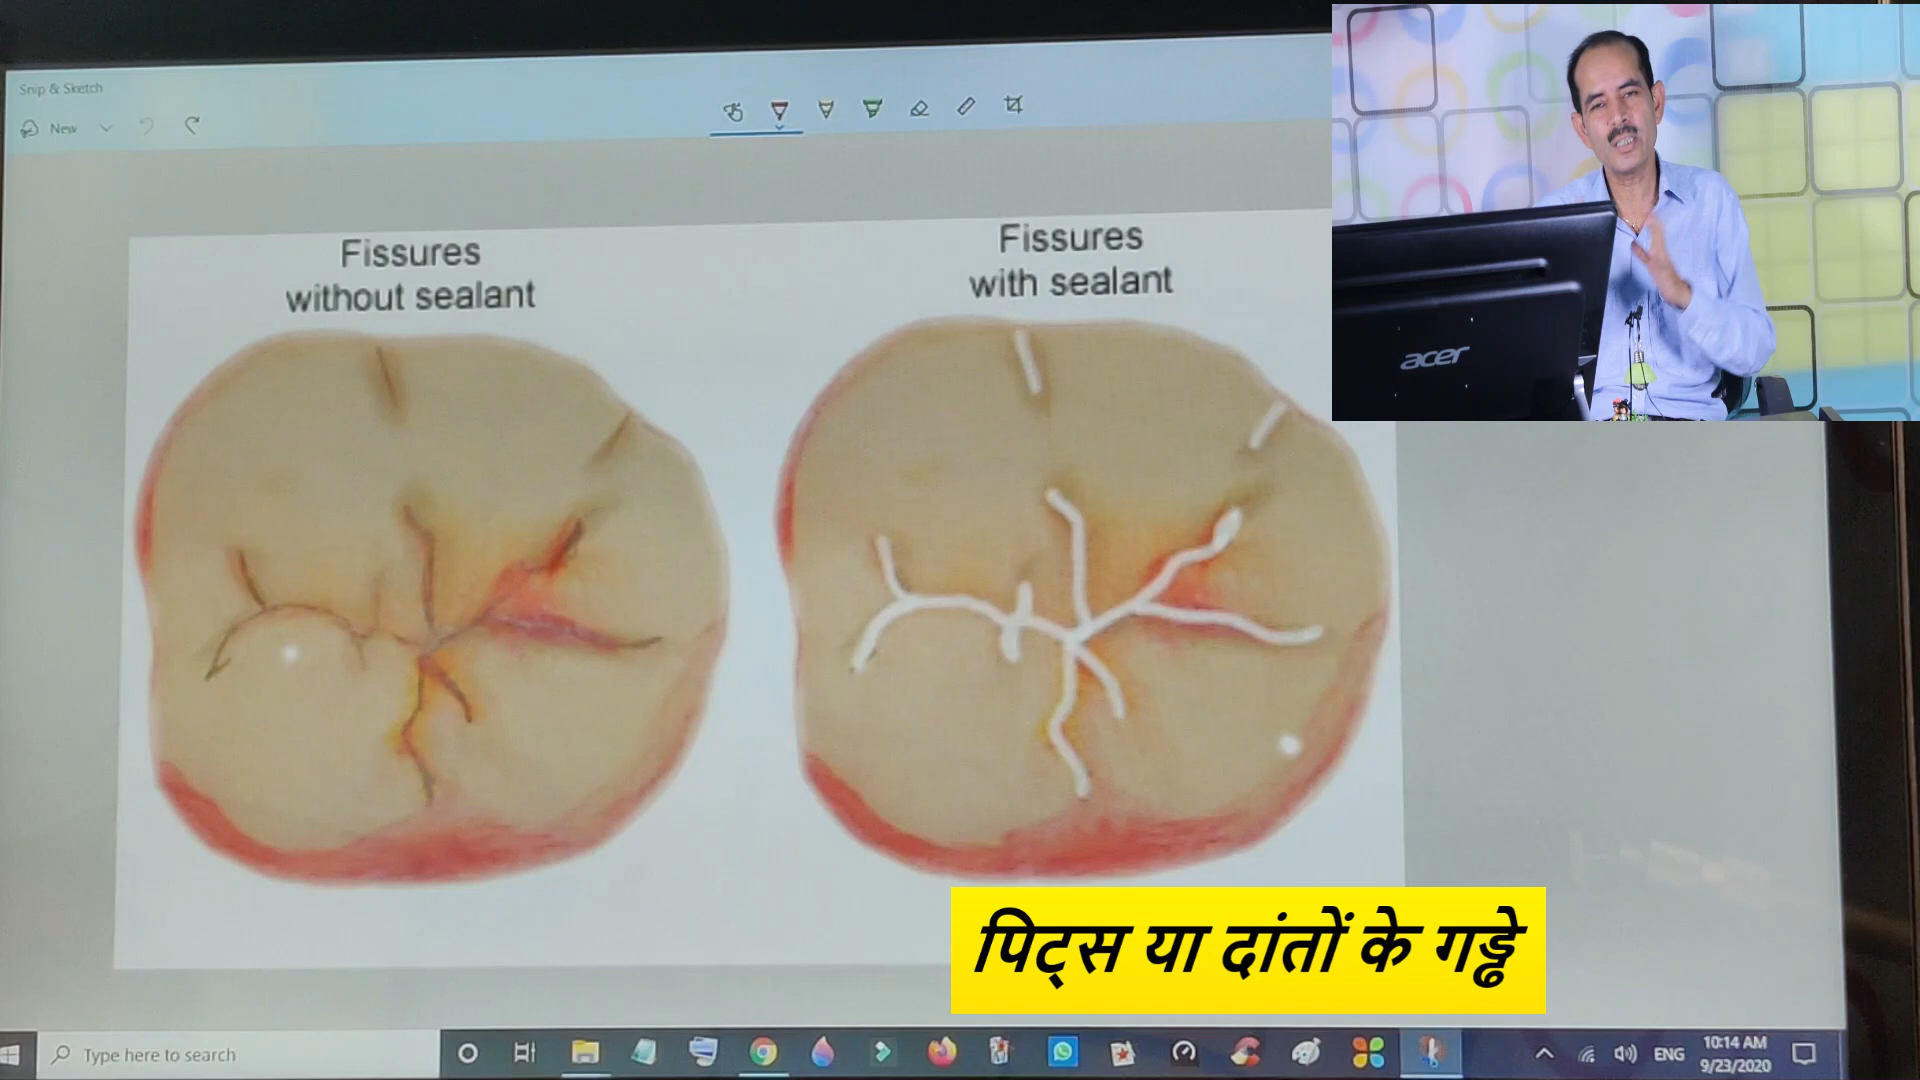 Snip & Sketch
New
Fissures
without sealant
Fissures
with sealant
acer
पिट्स या दांतों के गड्ढे
Type here to search
ENG
10:14 AM
9/23/2020